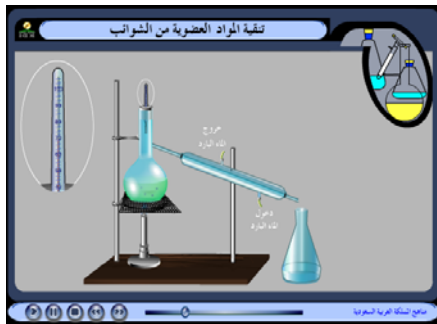 تنقية المواد العضوية من الشوائب
خروج
الماء البارد
دخول
الماء البارد
مناهج المملكة العربية السعودية